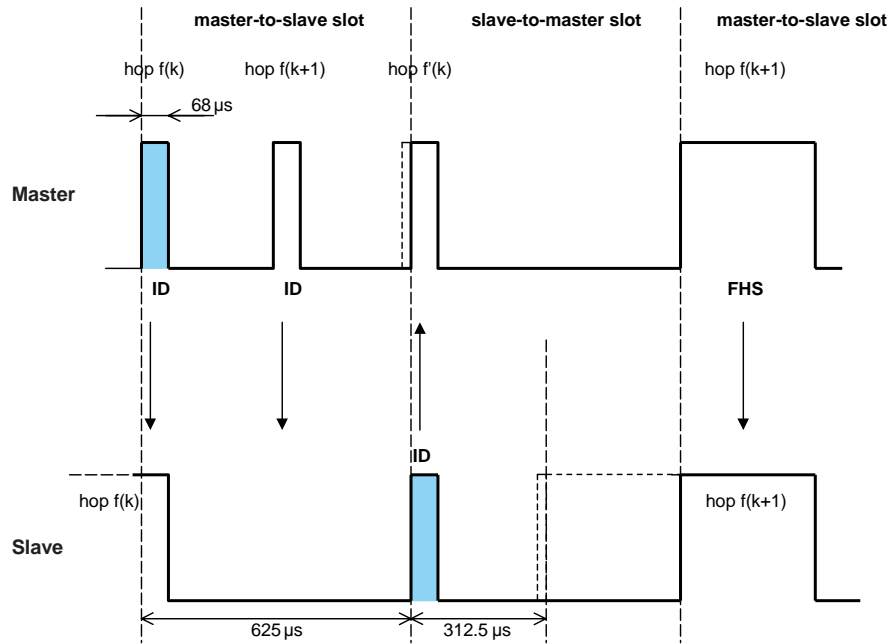 master-to-slave slot
slave-to-master slot
master-to-slave slot
hop f(k)
hop f(k+1)
hop f'(k)
hop f(k+1)
68 µs
Master
ID
ID
FHS
ID
hop f(k)
hop f(k+1)
Slave
625 µs
312.5 µs